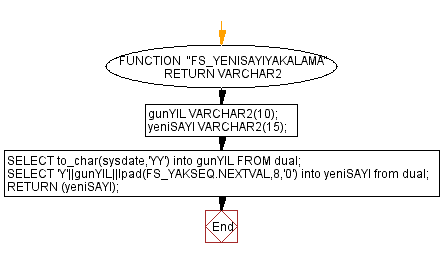 FUNCTION "FS_YENISAYIYAKALAMA"
RETURN VARCHAR2
gunYIL VARCHAR2(10);
yeniSAYI VARCHAR2(15);
SELECT to_char(sysdate,'YY') into gunYIL FROM dual;
SELECT 'Y'||gunYIL||lpad(FS_YAKSEQ.NEXTVAL,8,'0') into yeniSAYI from dual;
RETURN (yeniSAYI);
End